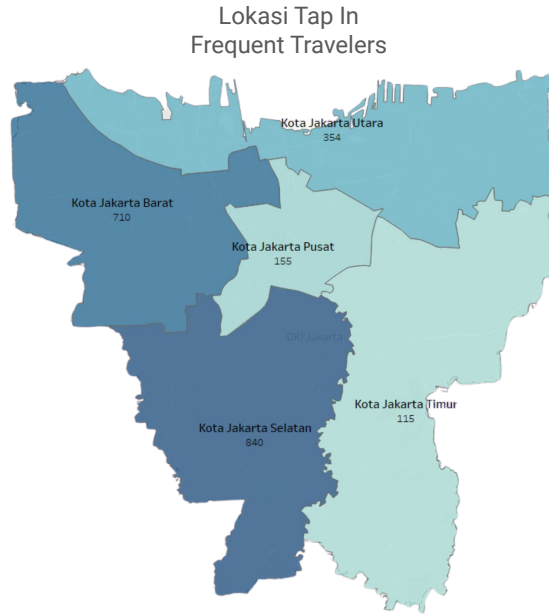 Lokasi Tap In
Frequent Travelers
Kota Jakarta Utara
354
Kota Jakarta Barat
710
Kota Jakarta Pusat
155
DKI Jakarta
Kota Jakarta Timur
115
Kota Jakarta Selatan
840